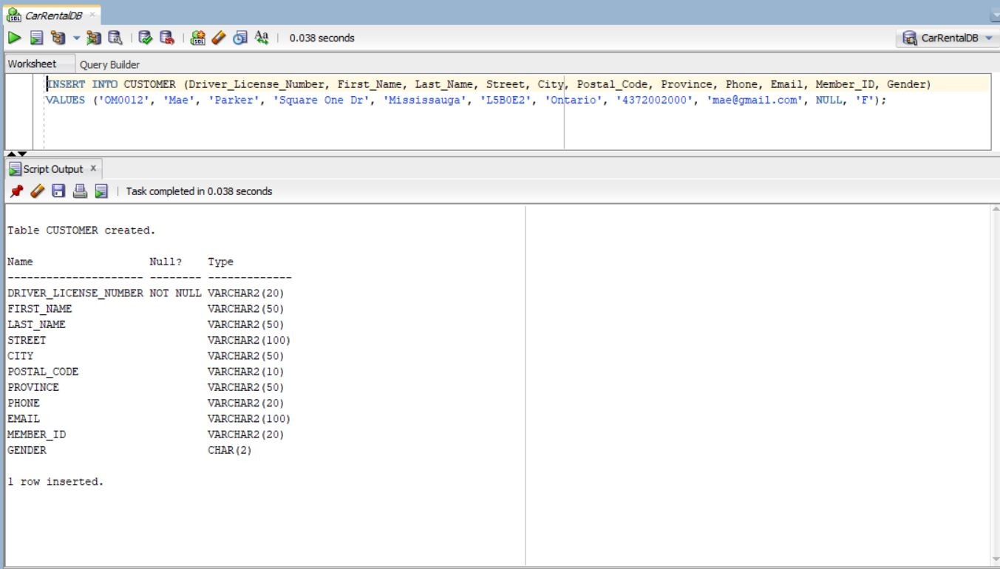 CarRentalDB
0.038 seconds
CarRentalDB
Worksheet Query Builder
INSERT INTO CUSTOMER (Driver_License_Number, First_Name, Last_Name, Street, City, Postal_Code, Province, Phone, Email, Member_ID, Gender)
VALUES ('OM0012', 'Mae', 'Parker', 'Square One Dr', 'Mississauga', 'L5B0E2', 'Ontario', '4372002000', 'mae@gmail.com', NULL, 'F');
Script Output x
Task completed in 0.038 seconds
Table CUSTOMER created.
Name                  Null?    Type
--------------------- -------- -------------
DRIVER_LICENSE_NUMBER NOT NULL VARCHAR2(20)
FIRST_NAME                     VARCHAR2(50)
LAST_NAME                      VARCHAR2(50)
STREET                         VARCHAR2(100)
CITY                           VARCHAR2(50)
POSTAL_CODE                    VARCHAR2(10)
PROVINCE                       VARCHAR2(50)
PHONE                          VARCHAR2(20)
EMAIL                          VARCHAR2(100)
MEMBER_ID                      VARCHAR2(20)
GENDER                         CHAR(2)
1 row inserted.